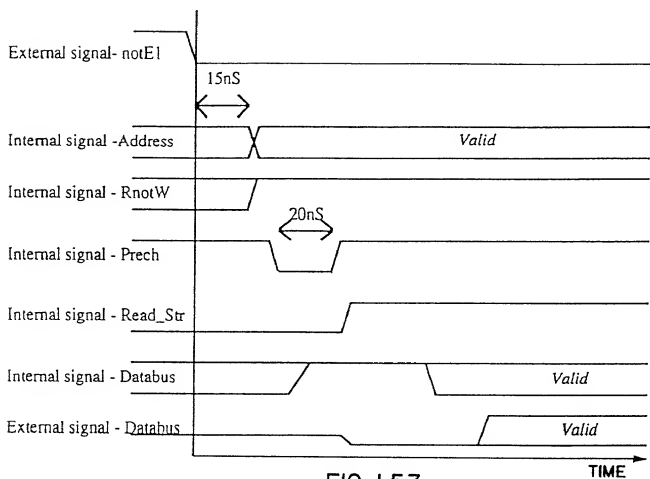 External signal- notE1
15nS
Internal signal -Address
Valid
Internal signal - RnotW
20nS
Internal signal - Prech
Internal signal - Read_Str
Internal signal - Databus
Valid
External signal - Databus
Valid
TIME